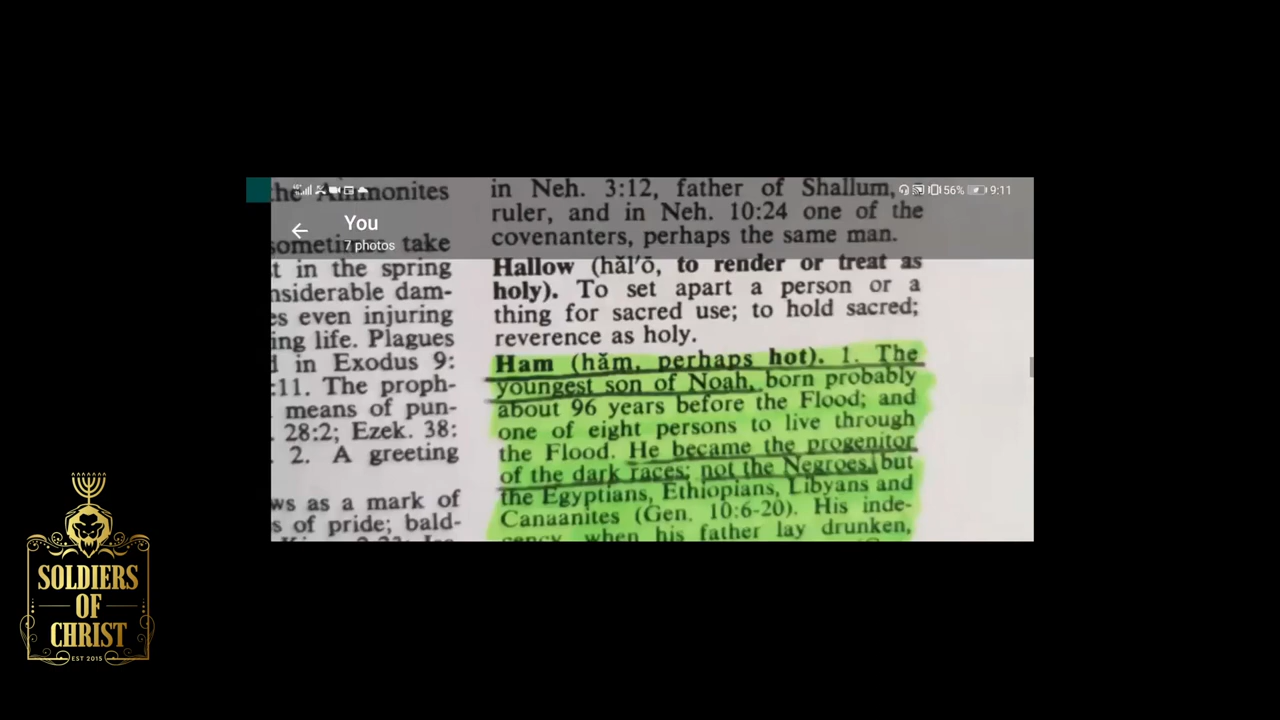 56% 9:11
You
7 photos
the Ammonites
sometimes take
t in the spring
nsiderable dam-
es even injuring
ing life. Plagues
d in Exodus 9:
:11. The proph-
means of pun-
. 28:2; Ezek. 38:
. 2. A greeting
ws as a mark of
s of pride; bald-
in Neh. 3:12, father of Shallum,
ruler, and in Neh. 10:24 one of the
covenanters, perhaps the same man.
Hallow (hăl′ō, to render or treat as
holy). To set apart a person or a
thing for sacred use; to hold sacred;
reverence as holy.
Ham (hăm, perhaps hot). 1. The
youngest son of Noah, born probably
about 96 years before the Flood; and
one of eight persons to live through
the Flood. He became the progenitor
of the dark races; not the Negroes, but
the Egyptians, Ethiopians, Libyans and
Canaanites (Gen. 10:6-20). His inde-
cency when his father lay drunken,
SOLDIERS
OF
CHRIST
EST 2015